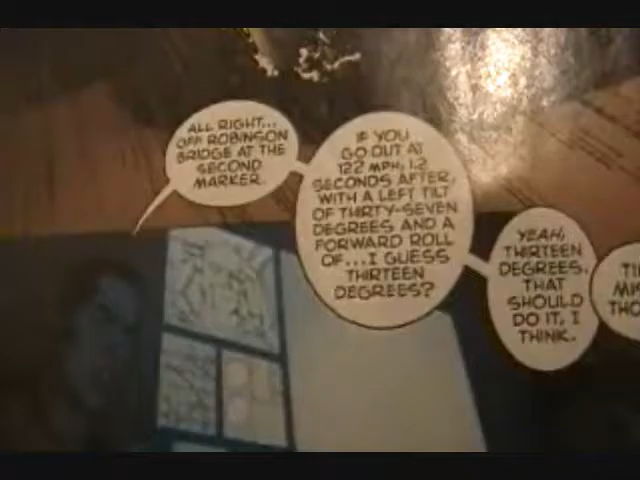 ALL RIGHT...
OFF ROBINSON
BRIDGE AT THE
SECOND
MARKER.
IF YOU
GO OUT AT
122 MPH, 1.2
SECONDS AFTER,
WITH A LEFT TILT
OF THIRTY-SEVEN
DEGREES AND A
FORWARD ROLL
OF...I GUESS
THIRTEEN
DEGREES?
YEAH,
THIRTEEN
DEGREES.
THAT
SHOULD
DO IT, I
THINK.